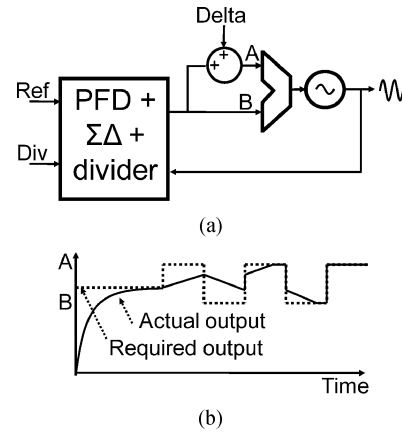 Delta
+
+
A
Ref
PFD +
ΣΔ +
divider
B
Div
(a)
A
B
Actual output
Required output
Time
(b)